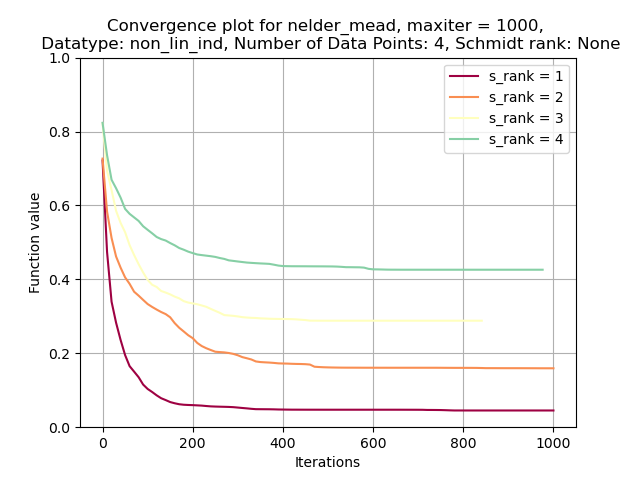 Convergence plot for nelder_mead, maxiter = 1000,
Datatype: non_lin_ind, Number of Data Points: 4, Schmidt rank: None
1.0
0.8
0.6
0.4
0.2
0.0
Function value
s_rank = 1
s_rank = 2
s_rank = 3
s_rank = 4
0 200 400 600 800 1000
Iterations